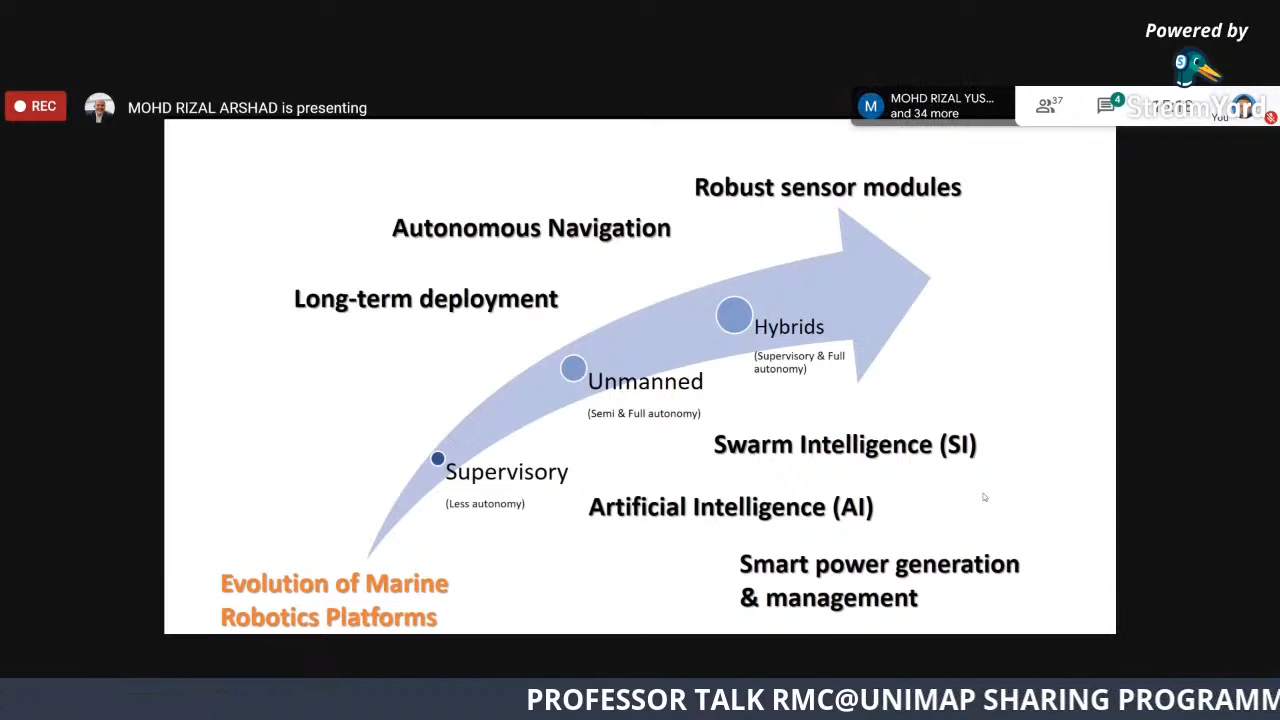 Powered by
REC
MOHD RIZAL ARSHAD is presenting
M
MOHD RIZAL YUS...
and 34 more
37
4
StreamYard
You
Robust sensor modules
Autonomous Navigation
Long-term deployment
Hybrids
(Supervisory & Full
autonomy)
Unmanned
(Semi & Full autonomy)
Swarm Intelligence (SI)
Supervisory
(Less autonomy)
Artificial Intelligence (AI)
Smart power generation
& management
Evolution of Marine
Robotics Platforms
PROFESSOR TALK RMC@UNIMAP SHARING PROGRAMM